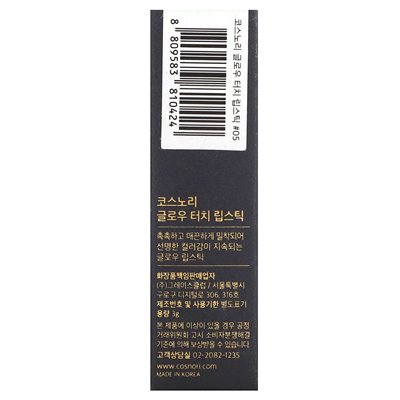 8 809583 810424
코스노리 글로우 터치 립스틱 #05
코스노리
글로우 터치 립스틱
촉촉하고 매끈하게 밀착되어
선명한 컬러감이 지속되는
글로우 립스틱
화장품책임판매업자
(주)그레이스클럽 / 서울특별시
구로구 디지털로 306, 316호
제조번호 및 사용기한 별도표기
용량 3g
본 제품에 이상이 있을 경우 공정
거래위원회 고시 소비자분쟁해결
기준에 의해 보상받을 수 있습니다.
고객상담실 02-2082-1235
www.cosnori.com
MADE IN KOREA